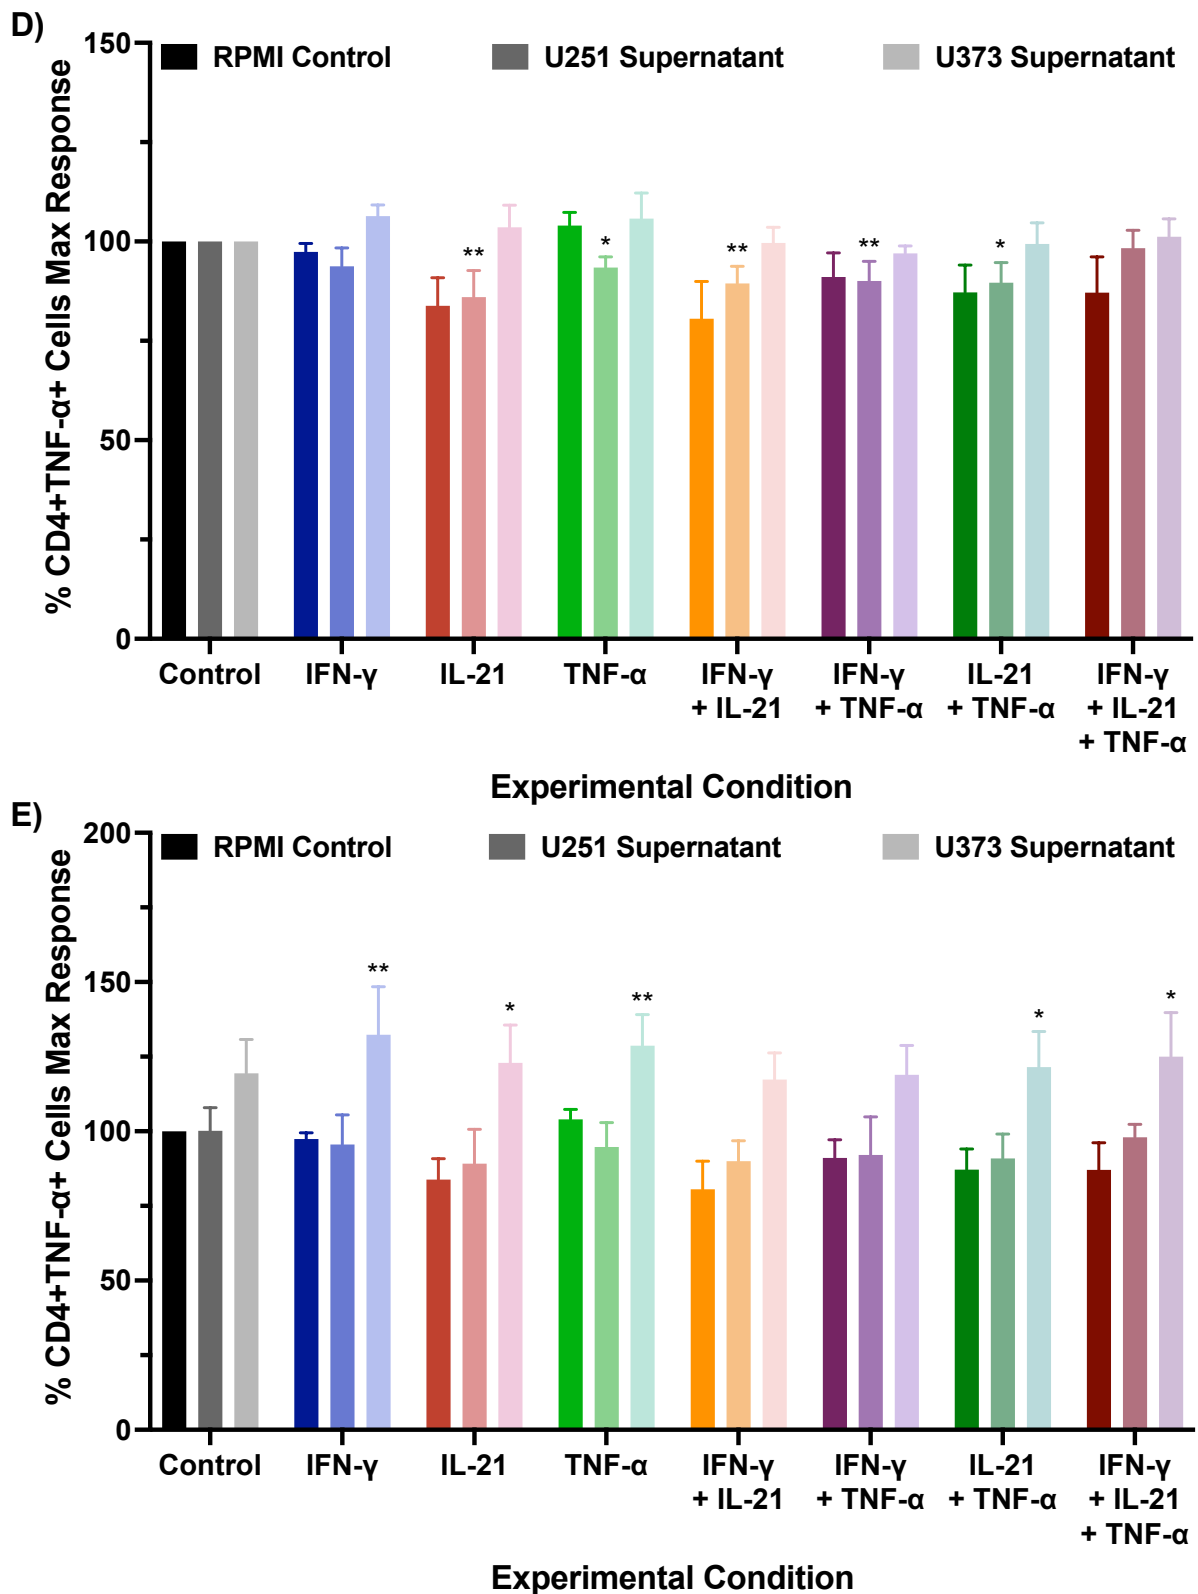 D)
% CD4+TNF-α+ Cells Max Response
150
100
50
0
RPMI Control
U251 Supernatant
U373 Supernatant
**
*
**
**
*
Control
IFN-γ
IL-21
TNF-α
IFN-γ
+ IL-21
IFN-γ
+ TNF-α
IL-21
+ TNF-α
IFN-γ
+ IL-21
+ TNF-α
Experimental Condition
E)
% CD4+TNF-α+ Cells Max Response
200
150
100
50
0
RPMI Control
U251 Supernatant
U373 Supernatant
**
*
**
*
*
Control
IFN-γ
IL-21
TNF-α
IFN-γ
+ IL-21
IFN-γ
+ TNF-α
IL-21
+ TNF-α
IFN-γ
+ IL-21
+ TNF-α
Experimental Condition